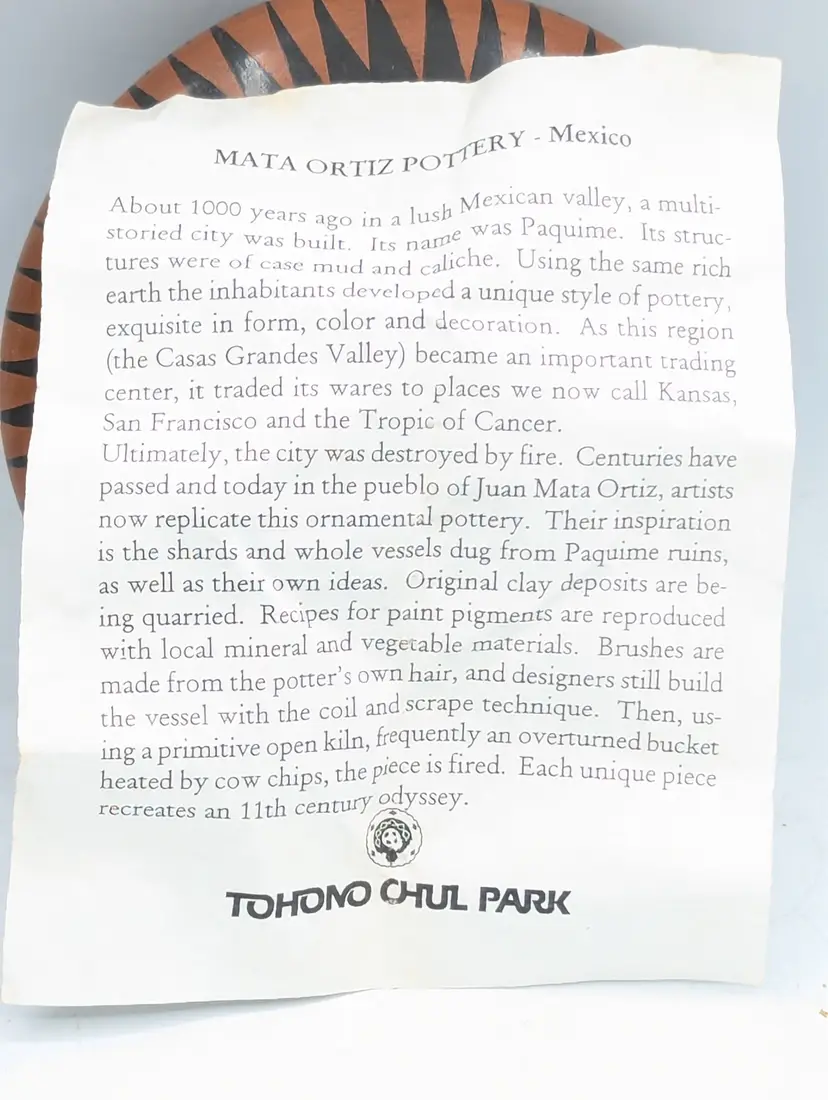 MATA ORTIZ POTTERY - Mexico
About 1000 years ago in a lush Mexican valley, a multi-
storied city was built. Its name was Paquime. Its struc-
tures were of case mud and caliche. Using the same rich
earth the inhabitants developed a unique style of pottery,
exquisite in form, color and decoration. As this region
(the Casas Grandes Valley) became an important trading
center, it traded its wares to places we now call Kansas,
San Francisco and the Tropic of Cancer.
Ultimately, the city was destroyed by fire. Centuries have
passed and today in the pueblo of Juan Mata Ortiz, artists
now replicate this ornamental pottery. Their inspiration
is the shards and whole vessels dug from Paquime ruins,
as well as their own ideas. Original clay deposits are be-
ing quarried. Recipes for paint pigments are reproduced
with local mineral and vegetable materials. Brushes are
made from the potter's own hair, and designers still build
the vessel with the coil and scrape technique. Then, us-
ing a primitive open kiln, frequently an overturned bucket
heated by cow chips, the piece is fired. Each unique piece
recreates an 11th century odyssey.
TOHONO CHUL PARK